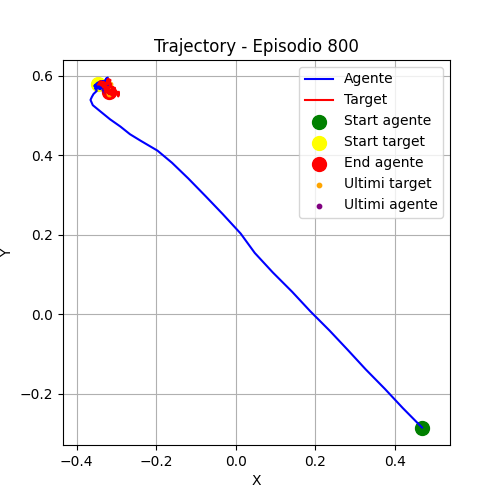 Trajectory - Episodio 800
Agente
Target
Start agente
Start target
End agente
Ultimi target
Ultimi agente
0.6
0.4
0.2
0.0
−0.2
Y
−0.4
−0.2
0.0
0.2
0.4
X